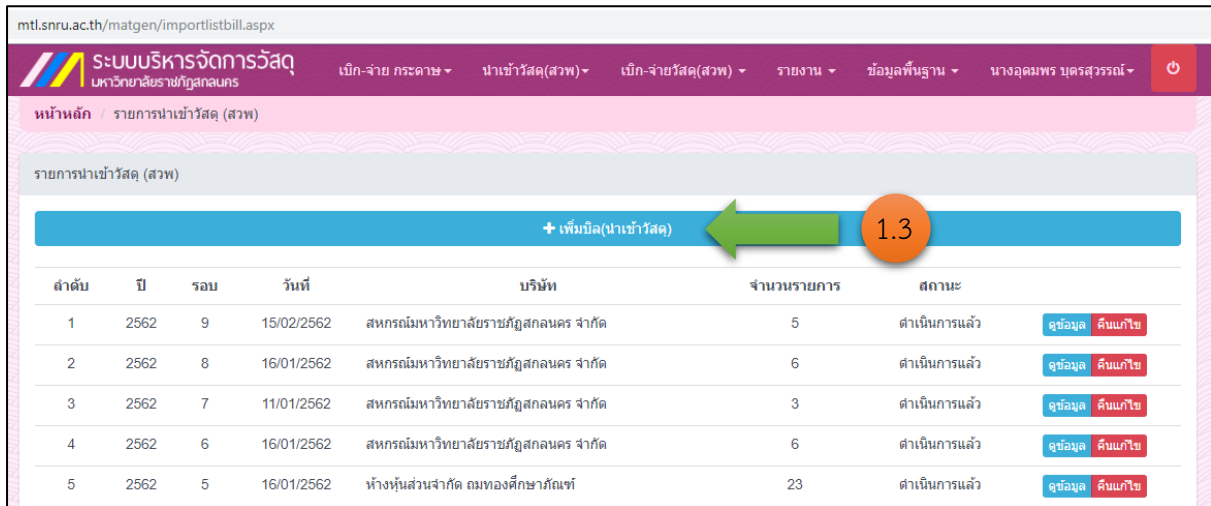 mtl.snru.ac.th/matgen/importlistbill.aspx
ระบบบริหารจัดการวัสดุ
มหาวิทยาลัยราชภัฏสกลนคร
เบิก-จ่าย กระดาษ นำเข้าวัสดุ(สวพ) เบิก-จ่ายวัสดุ(สวพ) รายงาน ข้อมูลพื้นฐาน นางอุดมพร บุตรสุวรรณ์
หน้าหลัก / รายการนำเข้าวัสดุ (สวพ)
รายการนำเข้าวัสดุ (สวพ)
+ เพิ่มบิล(นำเข้าวัสดุ) 1.3
ลำดับ ปี รอบ วันที่ บริษัท จำนวนรายการ สถานะ
1 2562 9 15/02/2562 สหกรณ์มหาวิทยาลัยราชภัฏสกลนคร จำกัด 5 ดำเนินการแล้ว ดูข้อมูล คืนแก้ไข
2 2562 8 16/01/2562 สหกรณ์มหาวิทยาลัยราชภัฏสกลนคร จำกัด 6 ดำเนินการแล้ว ดูข้อมูล คืนแก้ไข
3 2562 7 11/01/2562 สหกรณ์มหาวิทยาลัยราชภัฏสกลนคร จำกัด 3 ดำเนินการแล้ว ดูข้อมูล คืนแก้ไข
4 2562 6 16/01/2562 สหกรณ์มหาวิทยาลัยราชภัฏสกลนคร จำกัด 6 ดำเนินการแล้ว ดูข้อมูล คืนแก้ไข
5 2562 5 16/01/2562 ห้างหุ้นส่วนจำกัด ถมทองศึกษาภัณฑ์ 23 ดำเนินการแล้ว ดูข้อมูล คืนแก้ไข